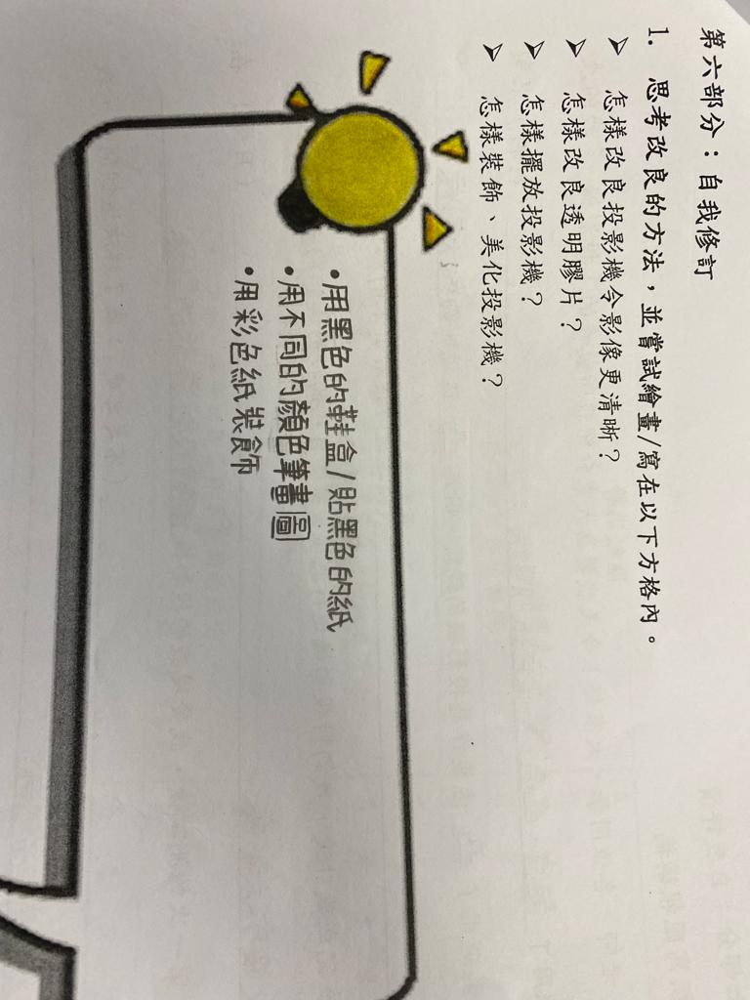 第六部分：自我修訂
1. 思考改良的方法，並嘗試繪畫/寫在以下方格內。
➢ 怎樣改良投影機令影像更清晰？
➢ 怎樣改良透明膠片？
➢ 怎樣擺放投影機？
➢ 怎樣裝飾、美化投影機？
•用黑色的鞋盒/貼黑色的紙
•用不同的顏色筆畫圖
•用彩色紙裝飾